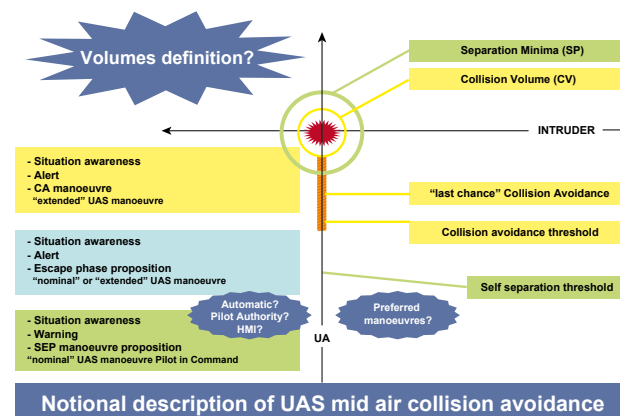 Volumes definition?
Separation Minima (SP)
Collision Volume (CV)
INTRUDER
- Situation awareness
- Alert
- CA manoeuvre
"extended" UAS manoeuvre
"last chance" Collision Avoidance
Collision avoidance threshold
- Situation awareness
- Alert
- Escape phase proposition
"nominal" or "extended" UAS manoeuvre
Self separation threshold
Automatic?
Pilot Authority?
HMI?
Preferred
manoeuvres?
- Situation awareness
- Warning
- SEP manoeuvre proposition
"nominal" UAS manoeuvre Pilot in Command
UA
Notional description of UAS mid air collision avoidance